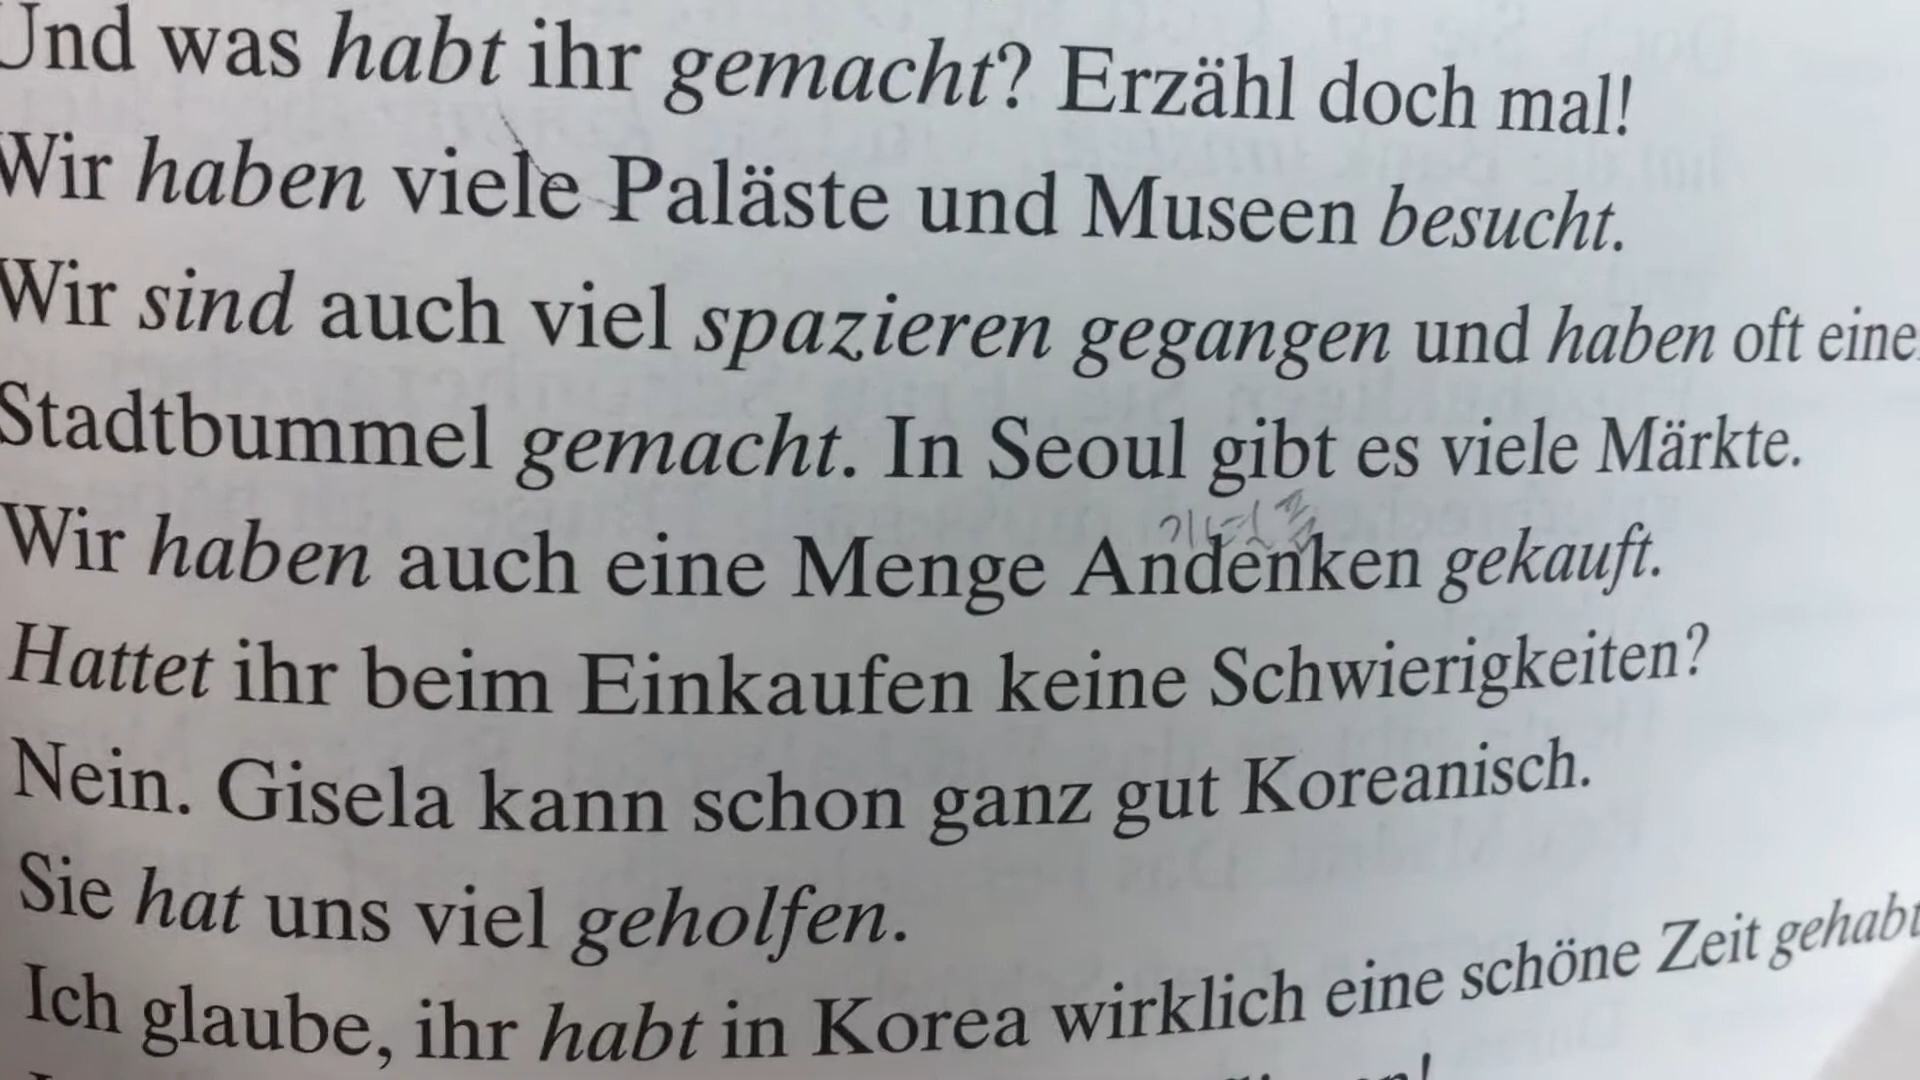 Und was habt ihr gemacht? Erzähl doch mal!
Wir haben viele Paläste und Museen besucht.
Wir sind auch viel spazieren gegangen und haben oft eine
Stadtbummel gemacht. In Seoul gibt es viele Märkte.
기념품
Wir haben auch eine Menge Andenken gekauft.
Hattet ihr beim Einkaufen keine Schwierigkeiten?
Nein. Gisela kann schon ganz gut Koreanisch.
Sie hat uns viel geholfen.
Ich glaube, ihr habt in Korea wirklich eine schöne Zeit gehabt